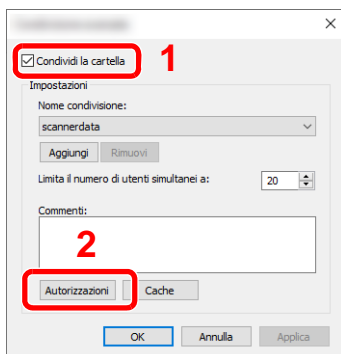 Condividi la cartella
1
Impostazioni
Nome condivisione:
scannerdata
Aggiungi Rimuovi
Limita il numero di utenti simultanei a: 20
Commenti:
2
Autorizzazioni Cache
OK Annulla Applica